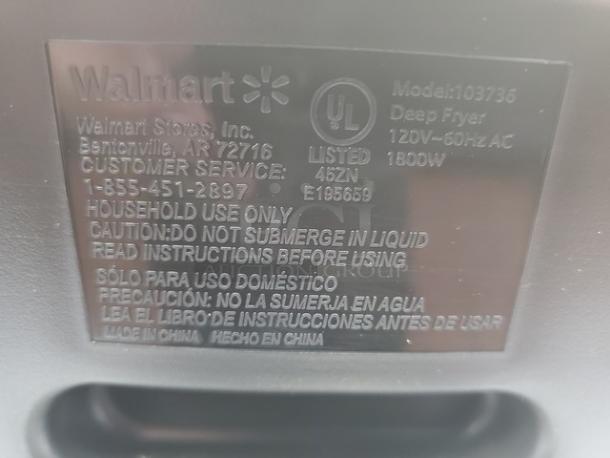 Walmart
Walmart Stores, Inc.
Bentonville, AR 72716
CUSTOMER SERVICE:
1-855-451-2897
HOUSEHOLD USE ONLY
CAUTION:DO NOT SUBMERGE IN LIQUID
READ INSTRUCTIONS BEFORE USING
SÓLO PARA USO DOMÉSTICO
PRECAUCIÓN: NO LA SUMERJA EN AGUA
LEA EL LIBRO DE INSTRUCCIONES ANTES DE USAR
MADE IN CHINA HECHO EN CHINA
UL
LISTED
46ZN
E195659
Model:103736
Deep Fryer
120V~60Hz AC
1800W
AUCTION GROUP